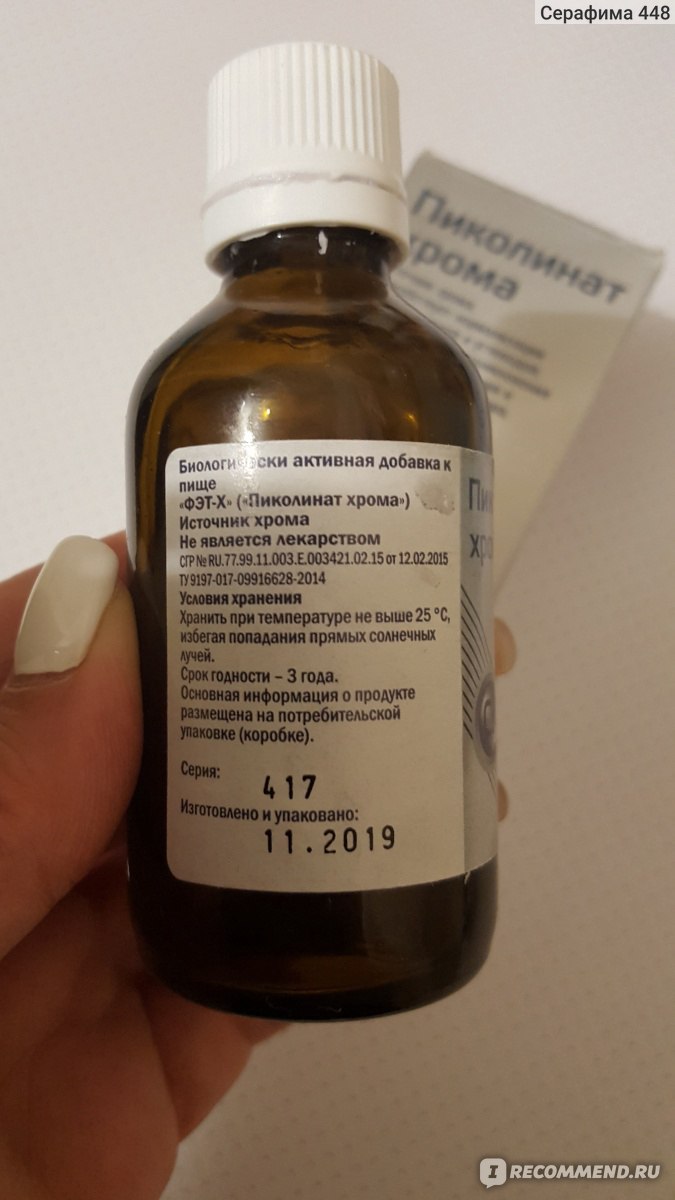 Серафима 448
Пиколинат
хрома
Биологически активная добавка к
пище
«ФЭТ-Х» («Пиколинат хрома»)
Источник хрома
Не является лекарством
СГР № RU.77.99.11.003.Е.003421.02.15 от 12.02.2015
ТУ 9197-017-09916628-2014
Условия хранения
Хранить при температуре не выше 25 °С,
избегая попадания прямых солнечных
лучей.
Срок годности – 3 года.
Основная информация о продукте
размещена на потребительской
упаковке (коробке).
Серия:
417
Изготовлено и упаковано:
11.2019
I RECOMMEND.RU